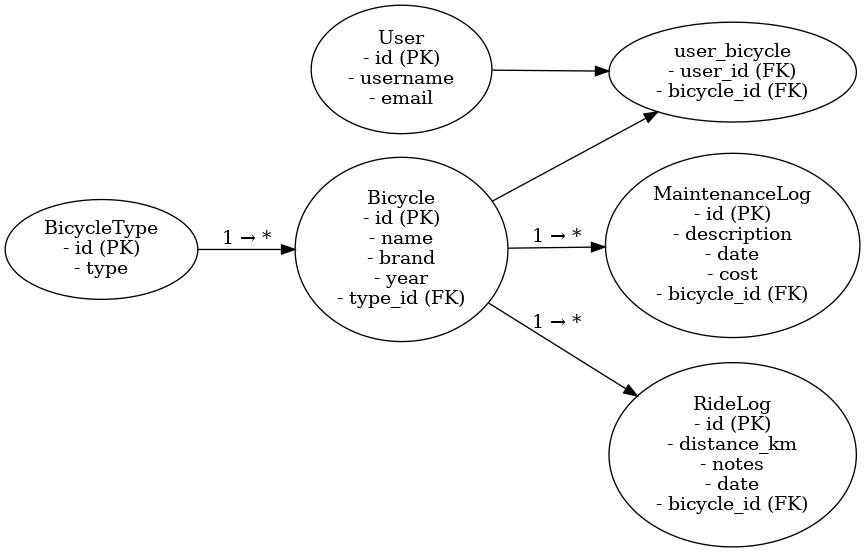 User
- id (PK)
- username
- email
user_bicycle
- user_id (FK)
- bicycle_id (FK)
BicycleType
- id (PK)
- type
1 → *
Bicycle
- id (PK)
- name
- brand
- year
- type_id (FK)
1 → *
MaintenanceLog
- id (PK)
- description
- date
- cost
- bicycle_id (FK)
1 → *
RideLog
- id (PK)
- distance_km
- notes
- date
- bicycle_id (FK)